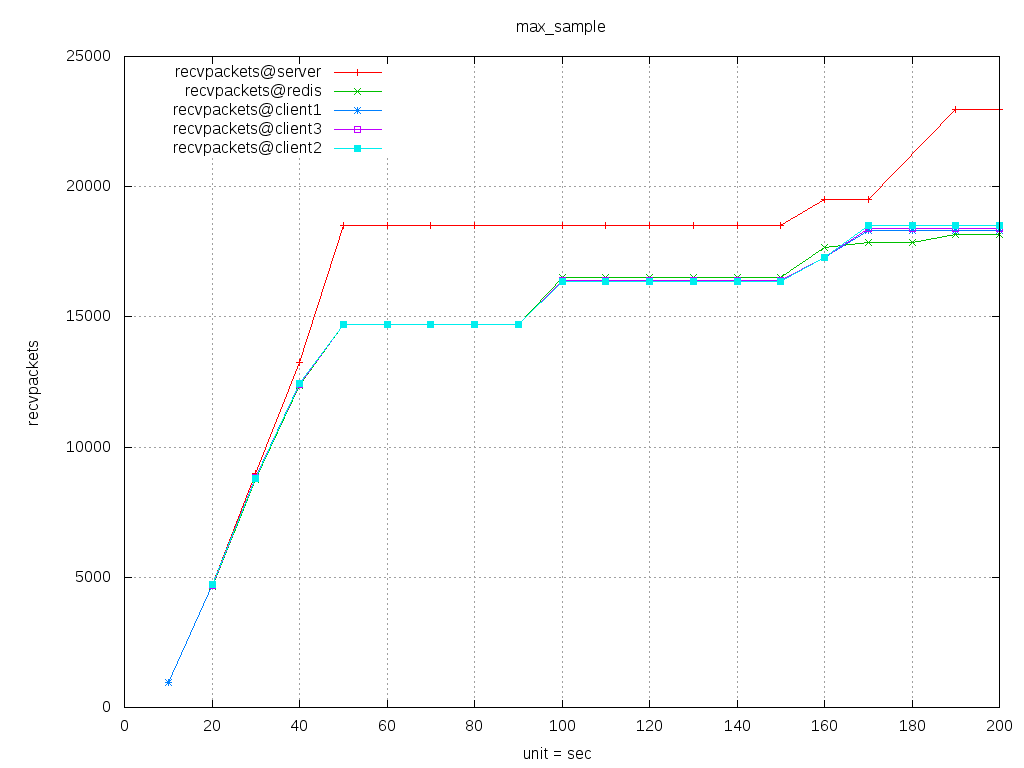 max_sample
25000
20000
15000
10000
5000
0
recvpackets
recvpackets@server
recvpackets@redis
recvpackets@client1
recvpackets@client3
recvpackets@client2
0 20 40 60 80 100 120 140 160 180 200
unit = sec